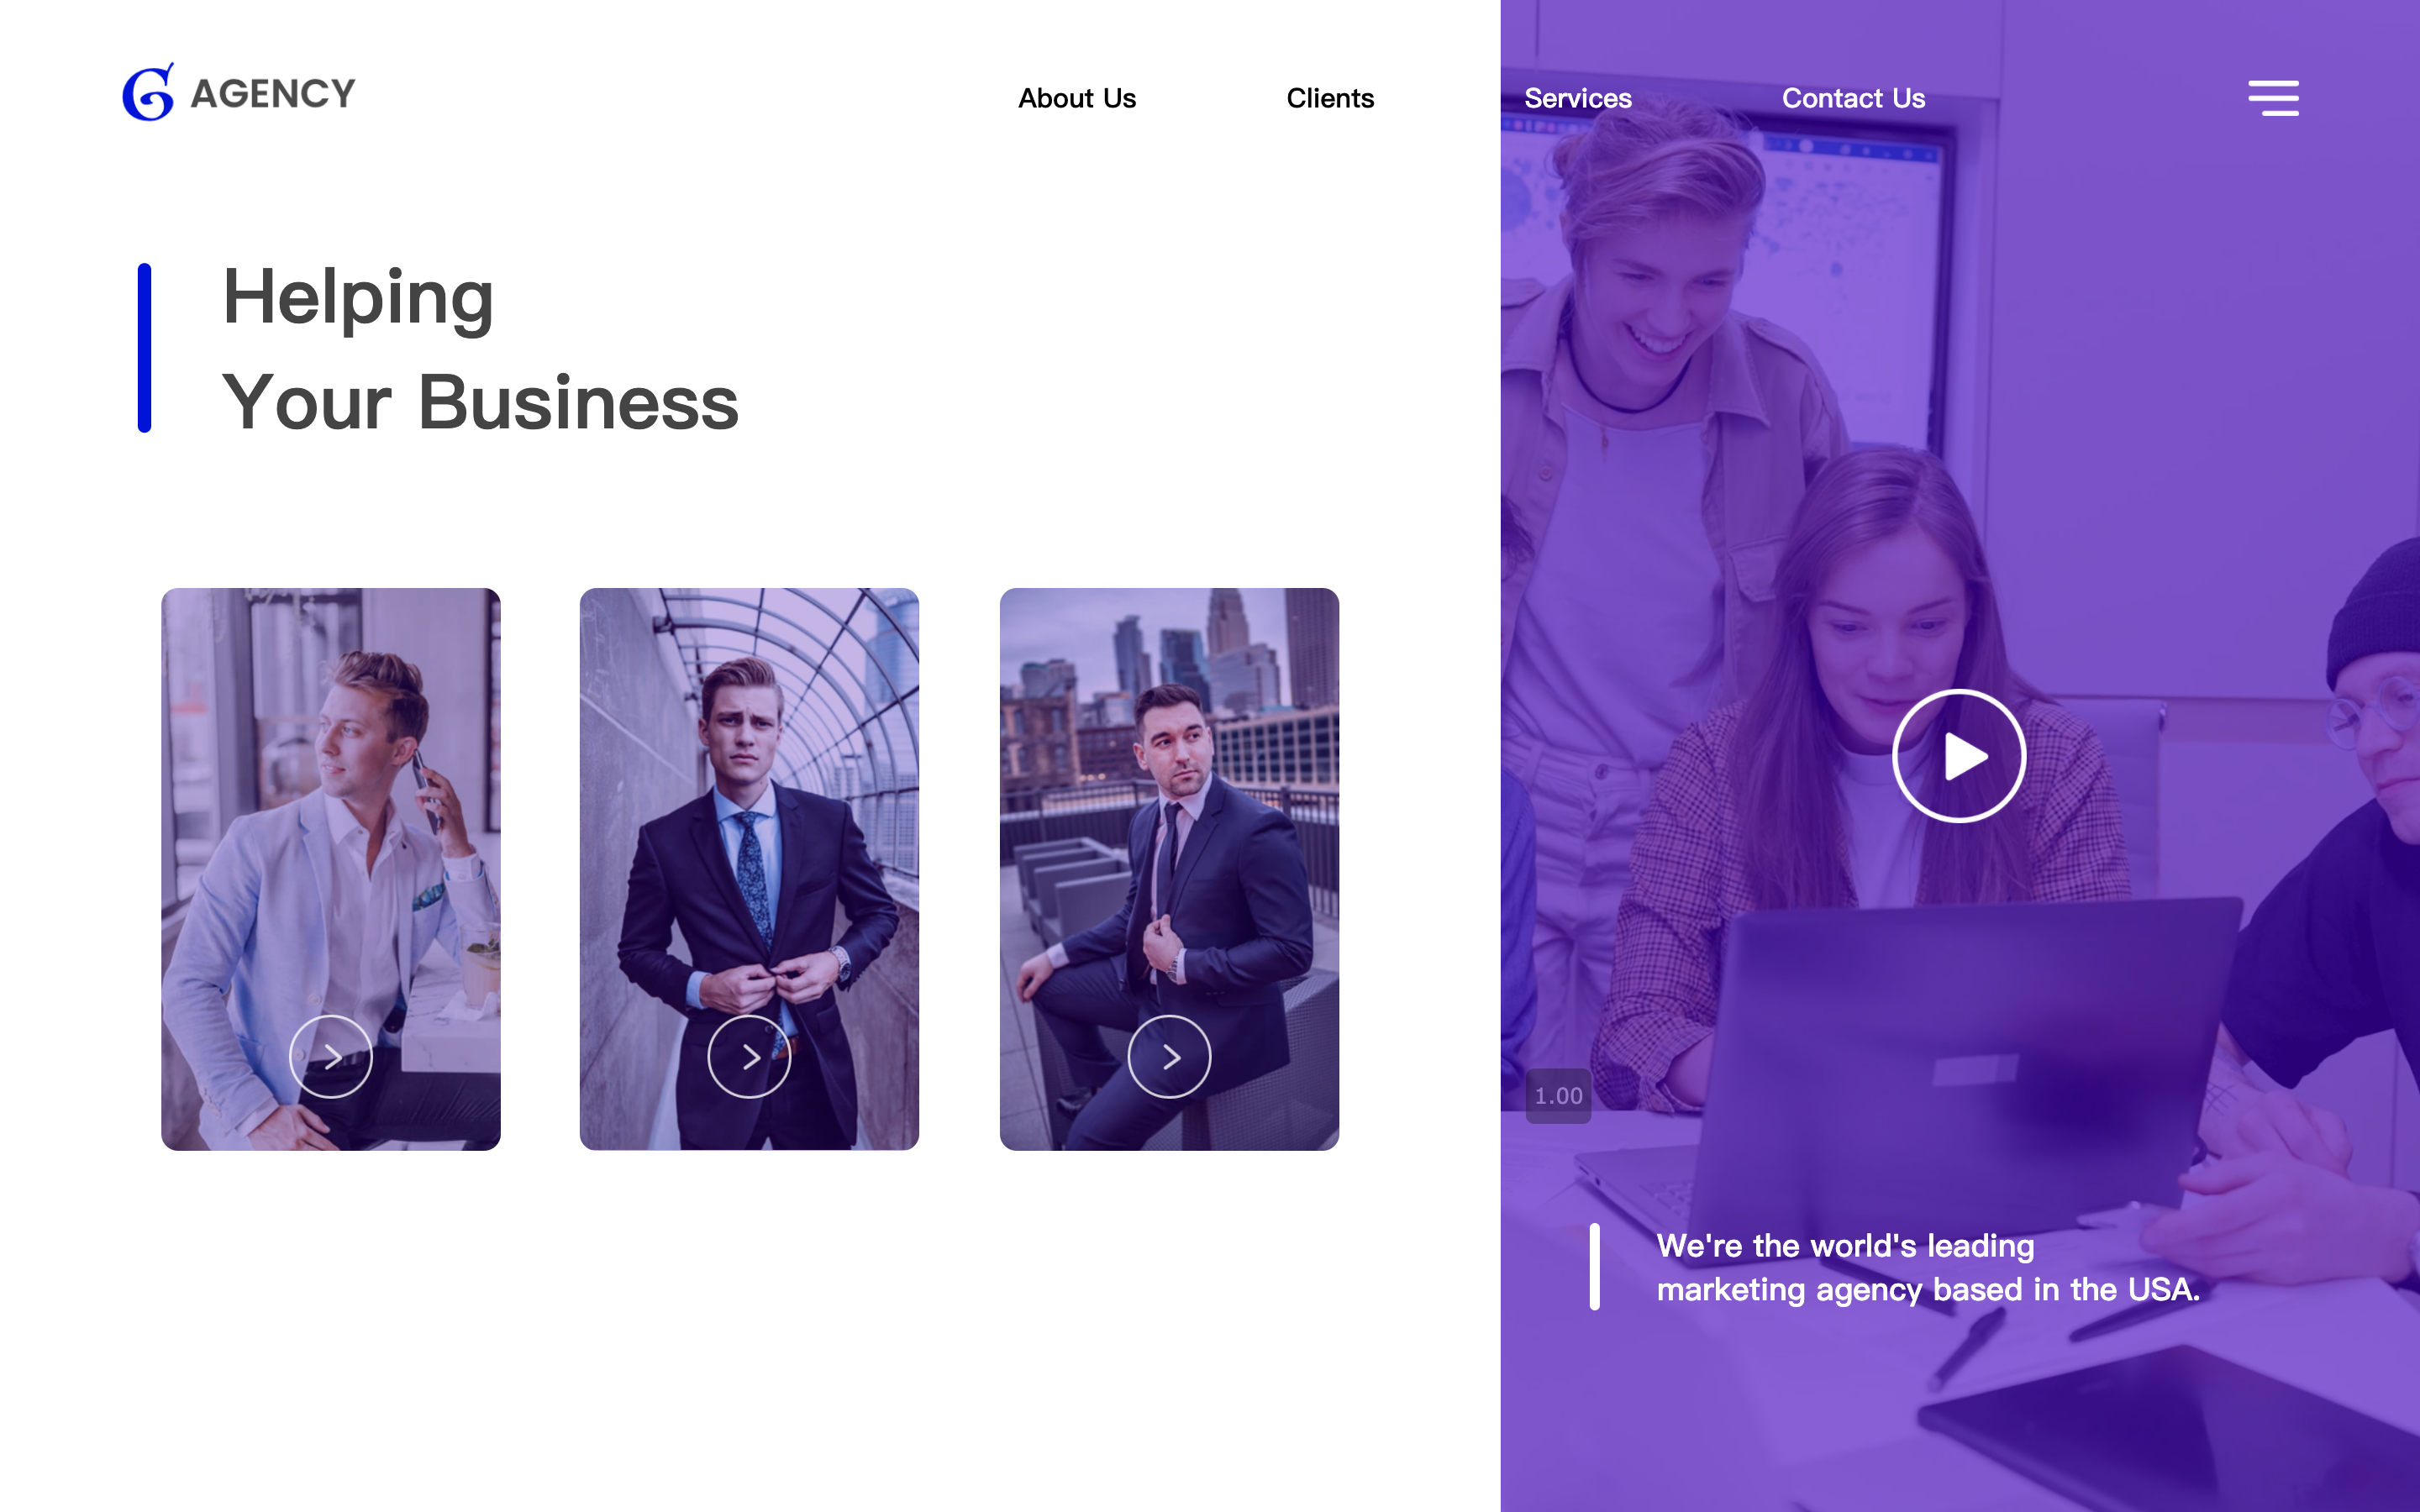 G AGENCY
About Us
Clients
Services
Contact Us
Helping
Your Business
1.00
We're the world's leading
marketing agency based in the USA.